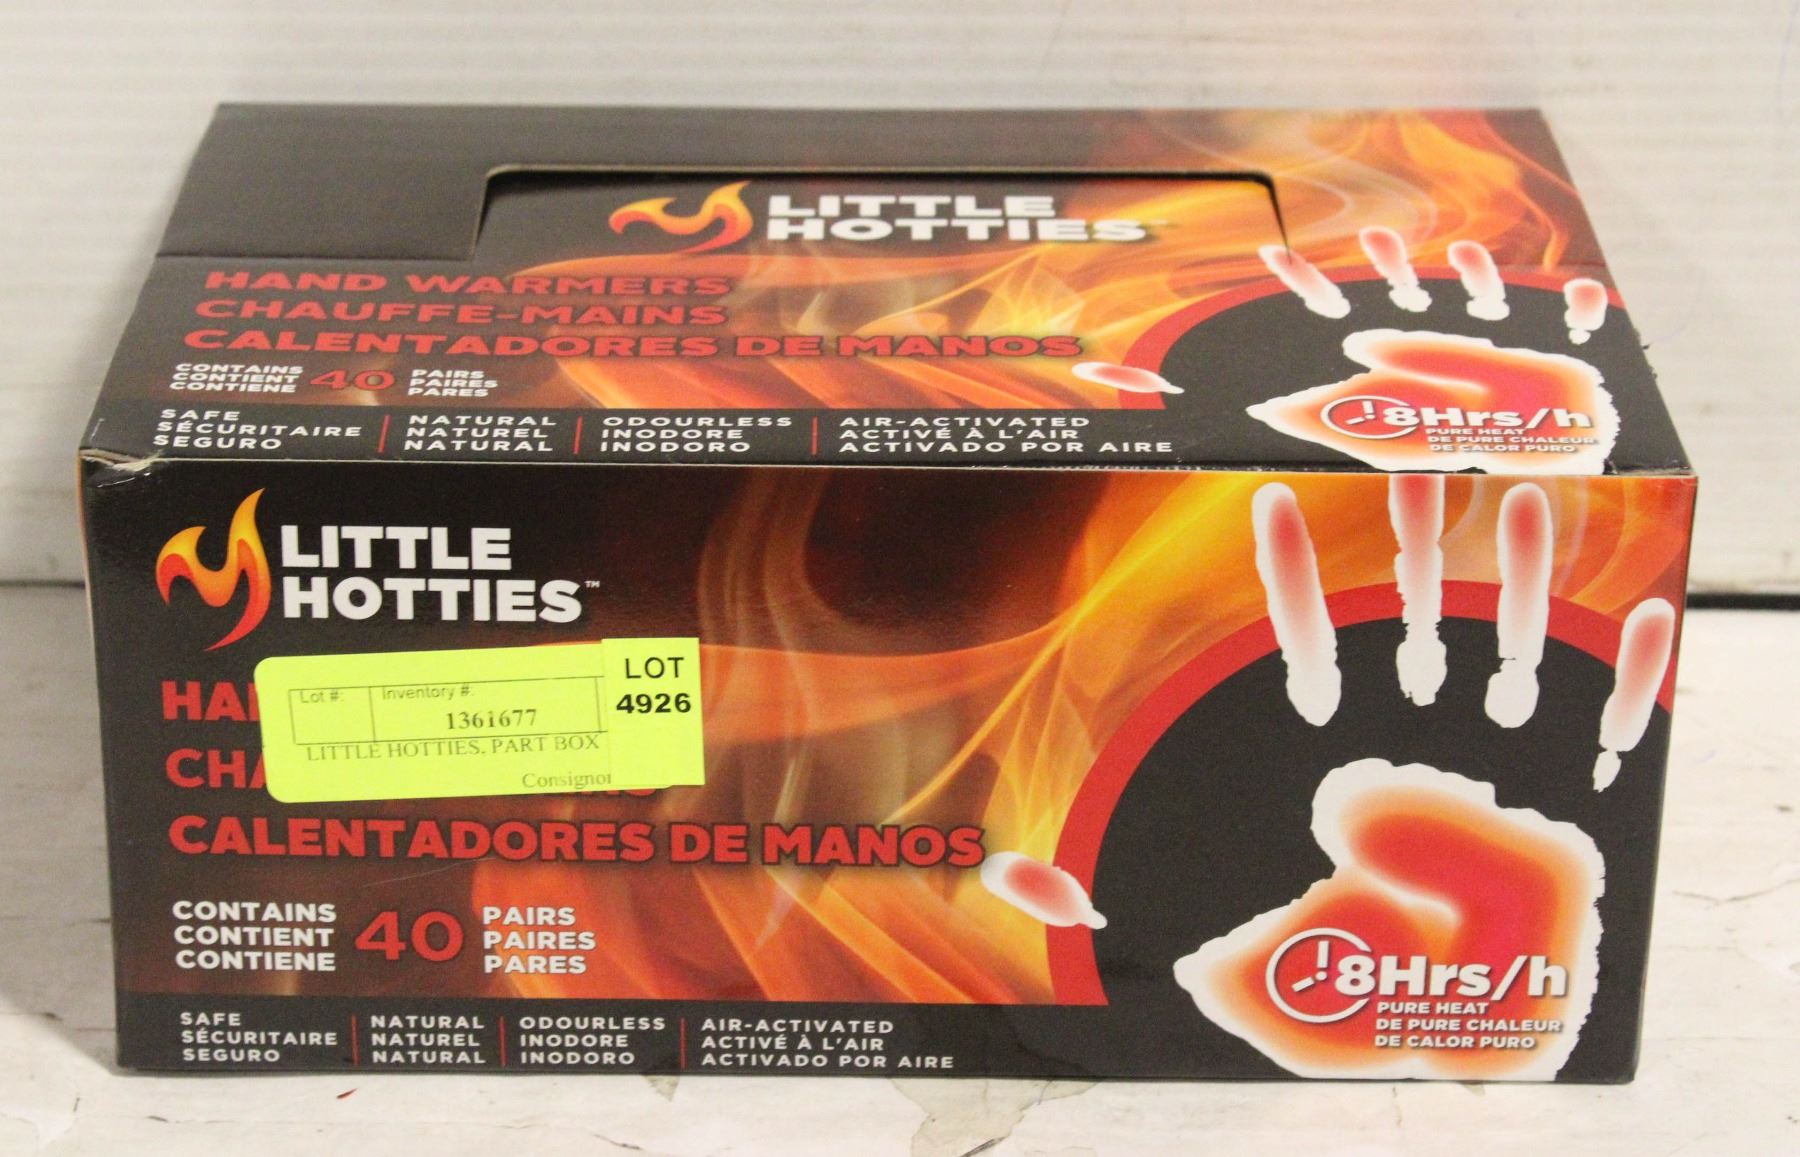 LITTLE
HOTTIES
HAND WARMERS
CHAUFFE-MAINS
CALENTADORES DE MANOS
CONTAINS
CONTIENT
CONTIENE
40
PAIRS
PAIRES
PARES
8Hrs/h
PURE HEAT
DE PURE CHALEUR
DE CALOR PURO
SAFE
SÉCURITAIRE
SEGURO
NATURAL
NATUREL
NATURAL
ODOURLESS
INODORE
INODORO
AIR-ACTIVATED
ACTIVÉ À L'AIR
ACTIVADO POR AIRE
LITTLE
HOTTIES™
Lot #:
Inventory #:
1361677
LITTLE HOTTIES, PART BOX
LOT
4926
CALENTADORES DE MANOS
CONTAINS
CONTIENT
CONTIENE
40
PAIRS
PAIRES
PARES
8Hrs/h
PURE HEAT
DE PURE CHALEUR
DE CALOR PURO
SAFE
SÉCURITAIRE
SEGURO
NATURAL
NATUREL
NATURAL
ODOURLESS
INODORE
INODORO
AIR-ACTIVATED
ACTIVÉ À L'AIR
ACTIVADO POR AIRE